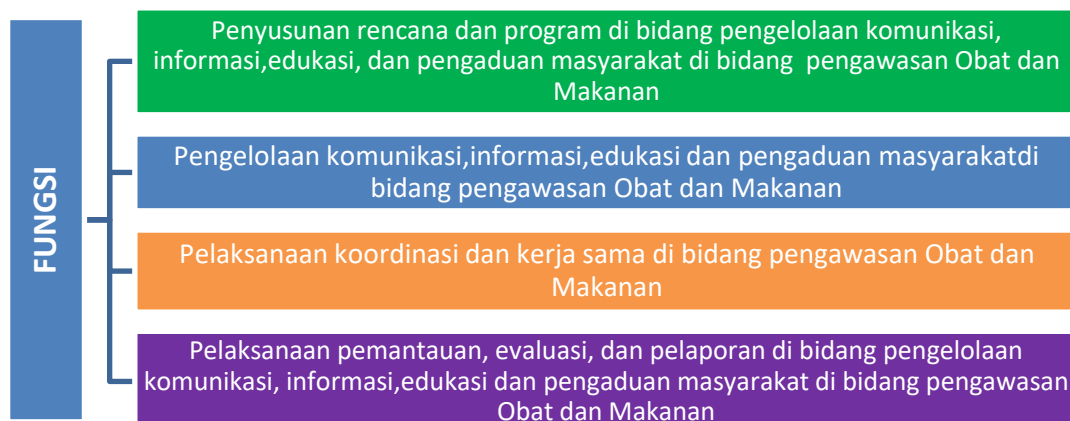 FUNGSI
Penyusunan rencana dan program di bidang pengelolaan komunikasi,
informasi,edukasi, dan pengaduan masyarakat di bidang pengawasan Obat dan
Makanan
Pengelolaan komunikasi,informasi,edukasi dan pengaduan masyarakatdi
bidang pengawasan Obat dan Makanan
Pelaksanaan koordinasi dan kerja sama di bidang pengawasan Obat dan
Makanan
Pelaksanaan pemantauan, evaluasi, dan pelaporan di bidang pengelolaan
komunikasi, informasi,edukasi dan pengaduan masyarakat di bidang pengawasan
Obat dan Makanan